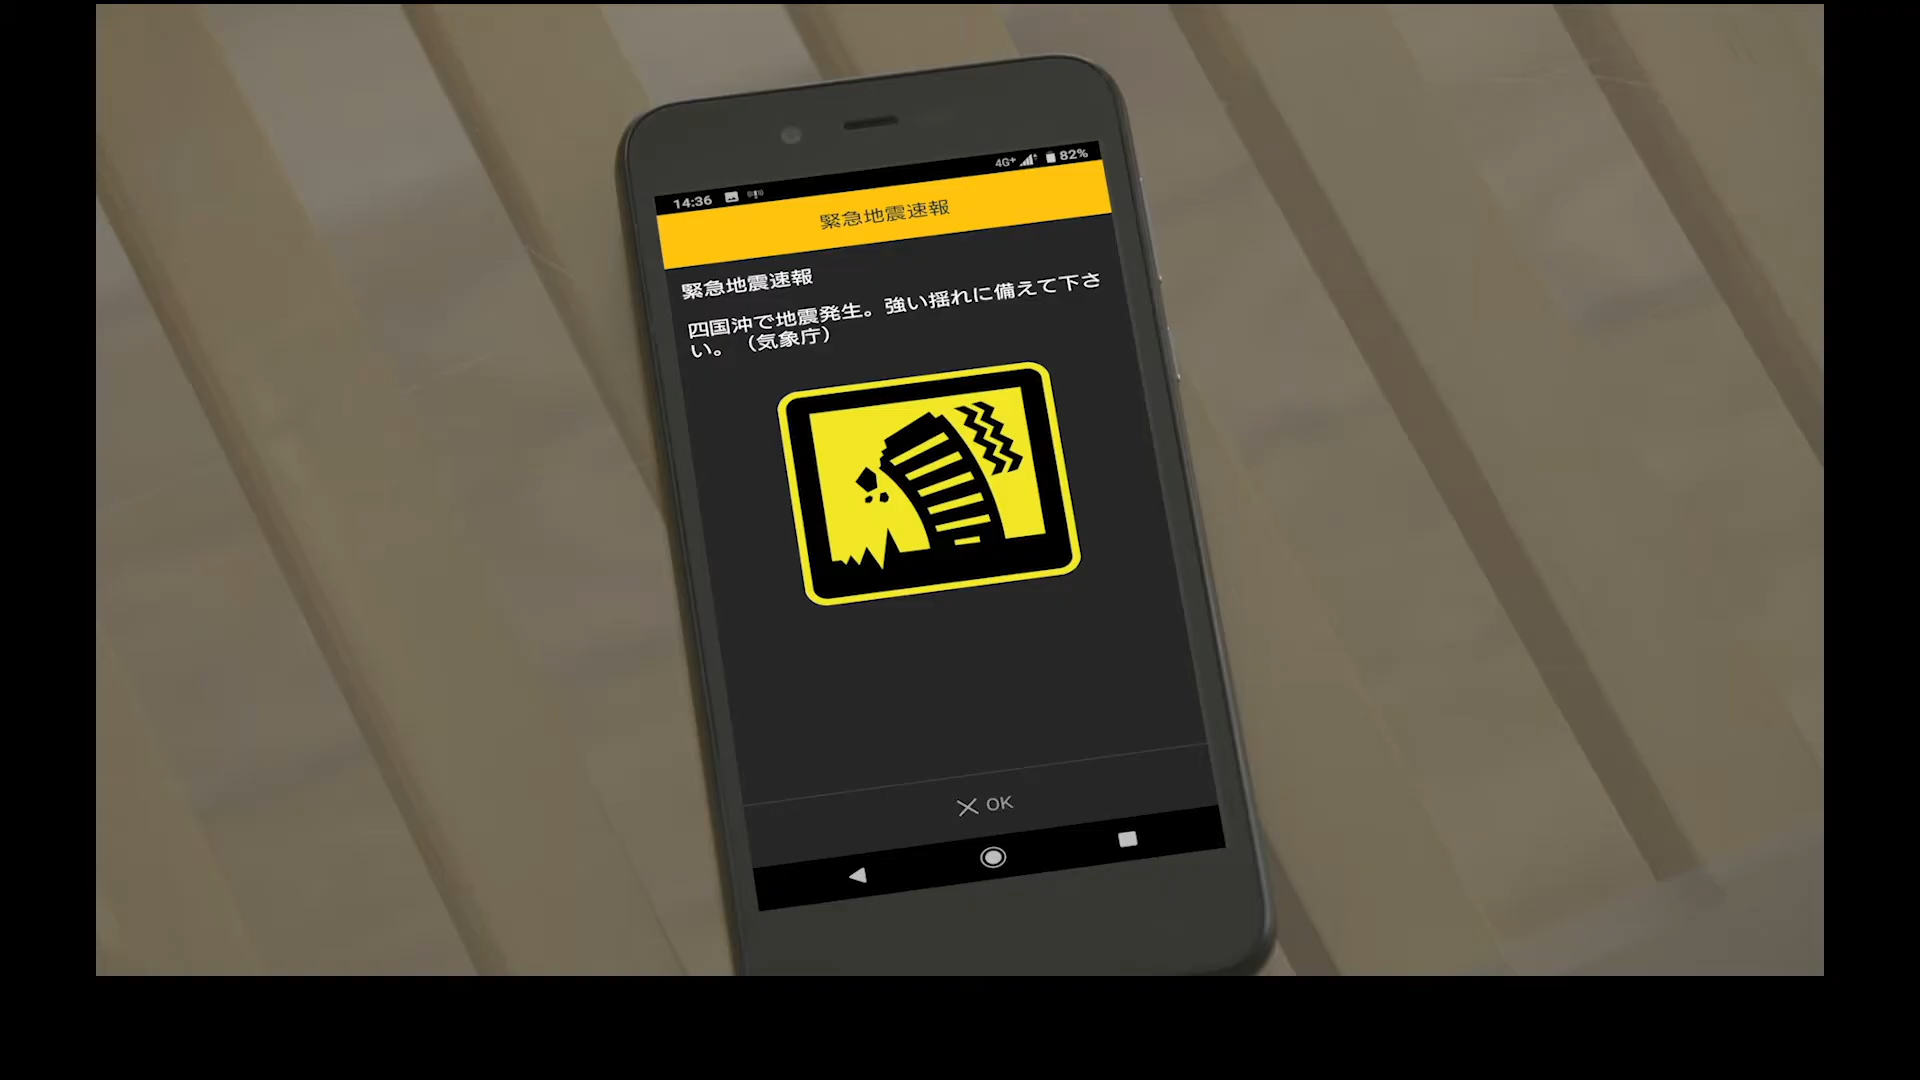 14:36 4G+ 82%
緊急地震速報
緊急地震速報
四国沖で地震発生。強い揺れに備えて下さ
い。（気象庁）
OK